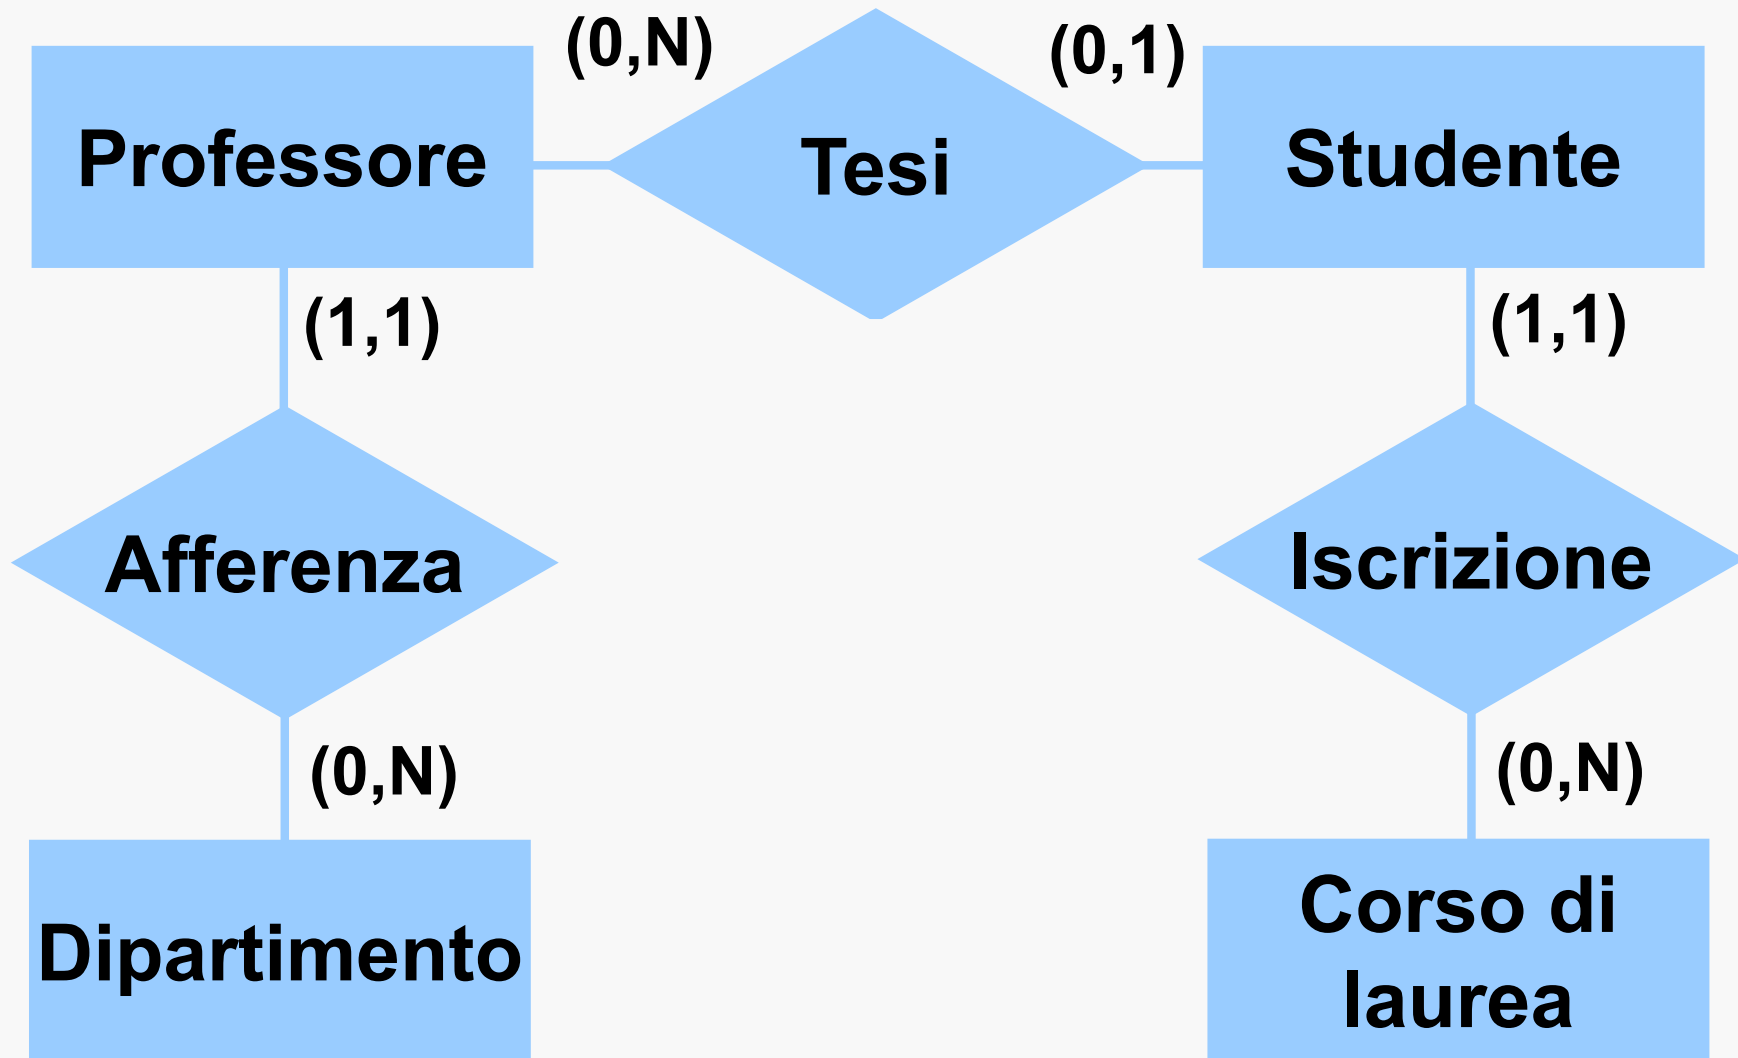 (0,N)
(0,1)
Professore
Tesi
Studente
(1,1)
(1,1)
Afferenza
Iscrizione
(0,N)
(0,N)
Dipartimento
Corso di
laurea